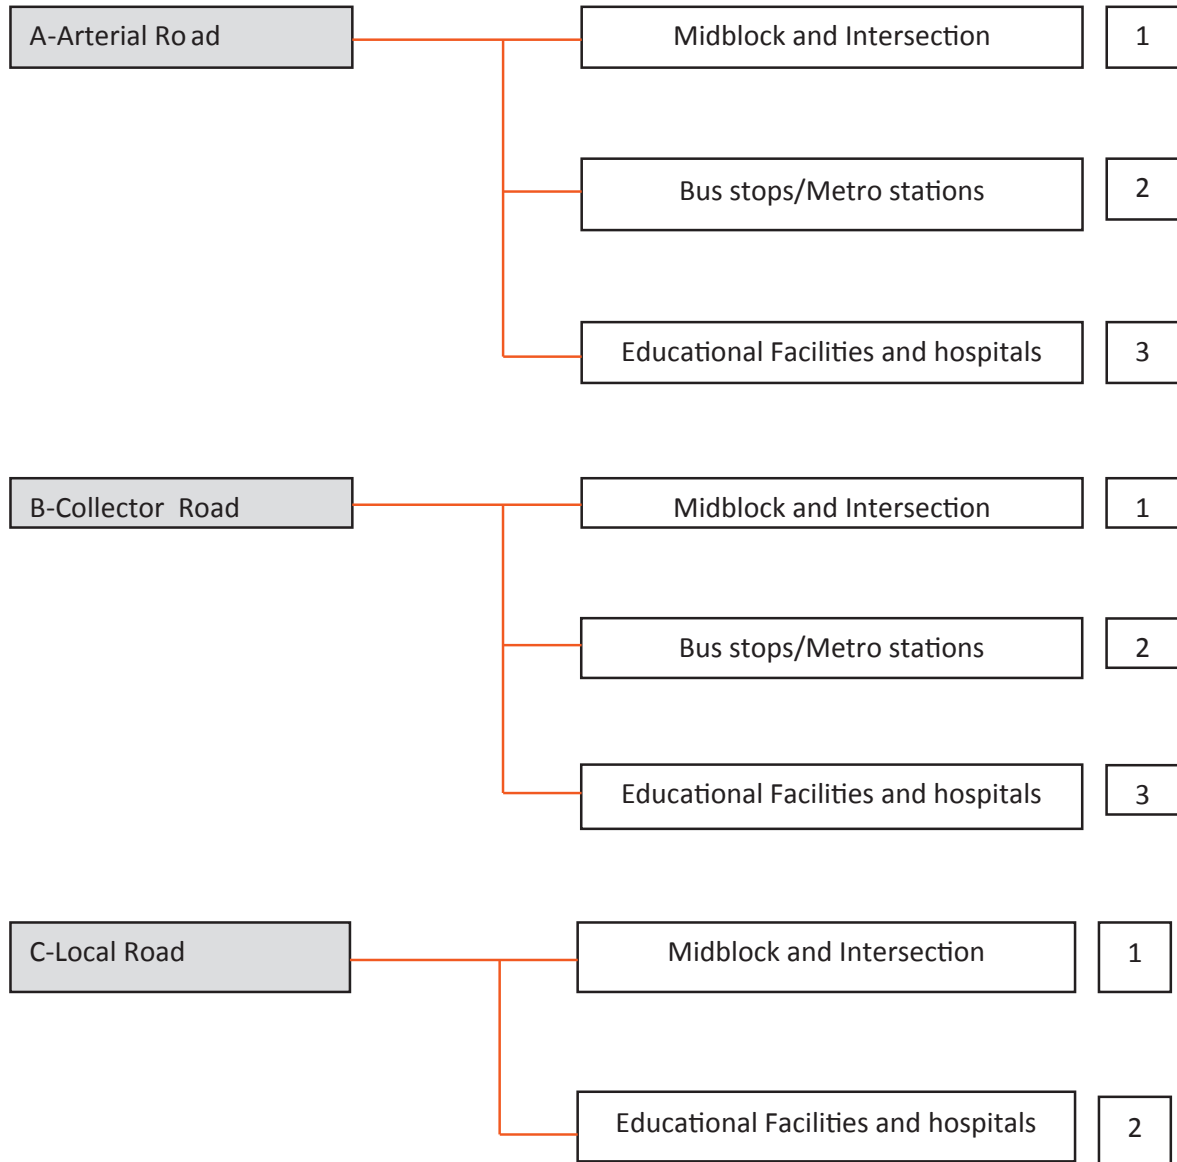 A-Arterial Ro ad
Midblock and Intersection
1
Bus stops/Metro stations
2
Educational Facilities and hospitals
3
B-Collector Road
Midblock and Intersection
1
Bus stops/Metro stations
2
Educational Facilities and hospitals
3
C-Local Road
Midblock and Intersection
1
Educational Facilities and hospitals
2